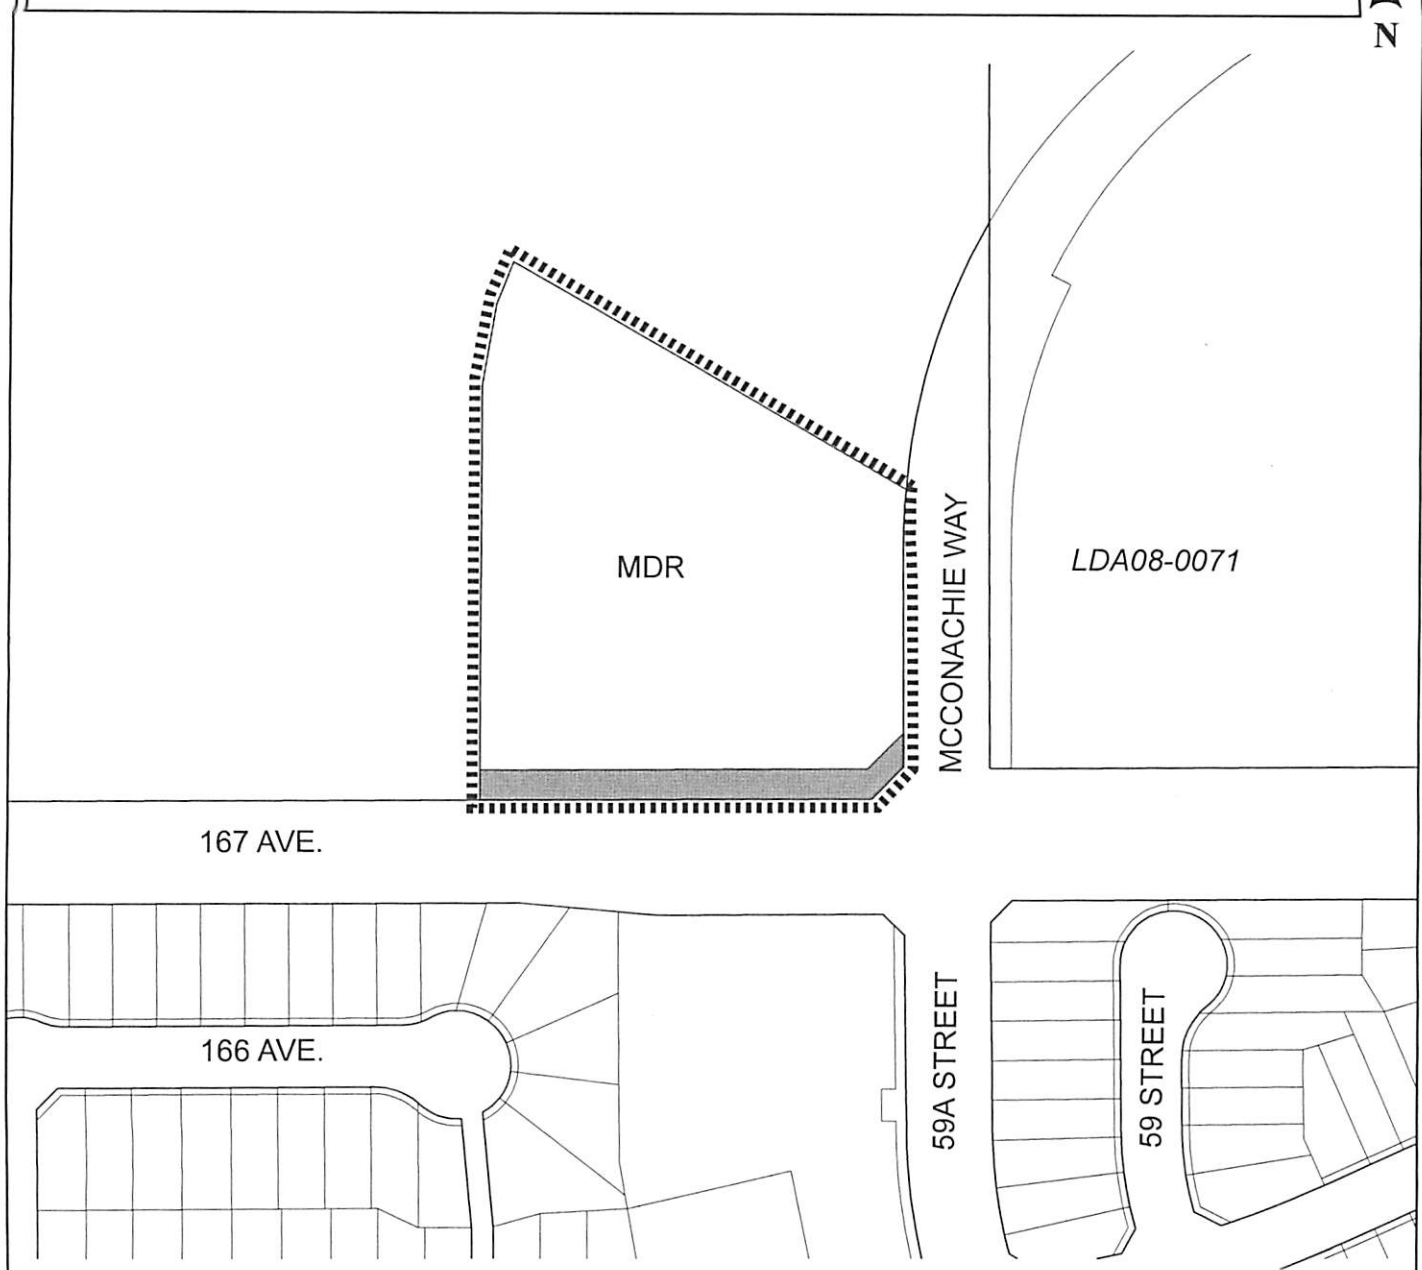 N
MDR
MCCONACHIE WAY
LDA08-0071
167 AVE.
166 AVE.
59A STREET
59 STREET